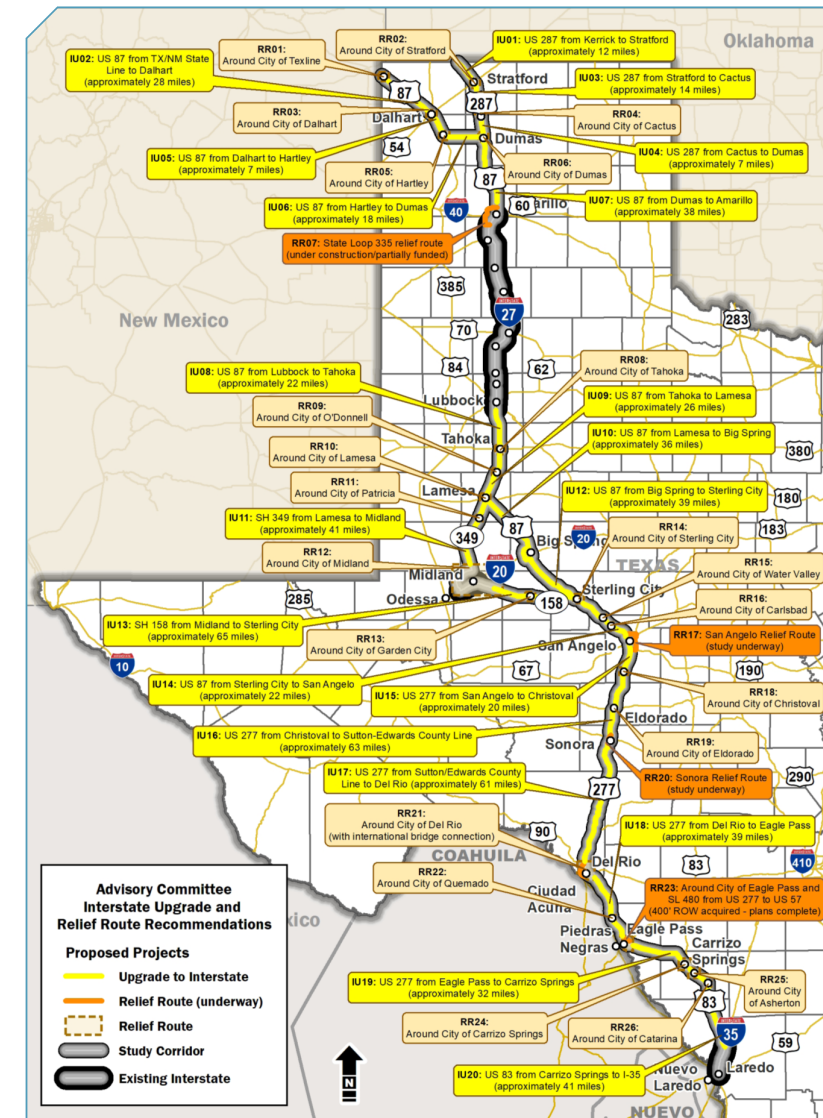 Oklahoma
RR02:
Around City of Stratford
IU01: US 287 from Kerrick to Stratford
(approximately 12 miles)
RR01:
Around City of Texline
IU02: US 87 from TX/NM State
Line to Dalhart
(approximately 28 miles)
Stratford
IU03: US 287 from Stratford to Cactus
(approximately 14 miles)
87
287
RR03:
Around City of Dalhart
Dalhart
RR04:
Around City of Cactus
54
Dumas
IU05: US 87 from Dalhart to Hartley
(approximately 7 miles)
IU04: US 287 from Cactus to Dumas
(approximately 7 miles)
RR05:
Around City of Hartley
RR06:
Around City of Dumas
87
IU06: US 87 from Hartley to Dumas
(approximately 18 miles)
40
60
arillo
IU07: US 87 from Dumas to Amarillo
(approximately 38 miles)
RR07: State Loop 335 relief route
(under construction/partially funded)
385
27
New Mexico
283
70
84
62
IU08: US 87 from Lubbock to Tahoka
(approximately 22 miles)
RR08:
Around City of Tahoka
Lubbock
RR09:
Around City of O'Donnell
IU09: US 87 from Tahoka to Lamesa
(approximately 26 miles)
Tahoka
IU10: US 87 from Lamesa to Big Spring
(approximately 36 miles)
380
RR10:
Around City of Lamesa
RR11:
Around City of Patricia
Lamesa
IU12: US 87 from Big Spring to Sterling City
(approximately 39 miles)
180
IU11: SH 349 from Lamesa to Midland
(approximately 41 miles)
349
87
20
RR14:
Around City of Sterling City
183
Big Spring
RR12:
Around City of Midland
20
TEXAS
RR15:
Around City of Water Valley
Midland
Sterling City
RR16:
Around City of Carlsbad
285
Odessa
158
IU13: SH 158 from Midland to Sterling City
(approximately 65 miles)
RR13:
Around City of Garden City
San Angelo
RR17: San Angelo Relief Route
(study underway)
10
67
190
IU14: US 87 from Sterling City to San Angelo
(approximately 22 miles)
IU15: US 277 from San Angelo to Christoval
(approximately 20 miles)
RR18:
Around City of Christoval
Eldorado
IU16: US 277 from Christoval to Sutton-Edwards County Line
(approximately 63 miles)
Sonora
RR19:
Around City of Eldorado
IU17: US 277 from Sutton/Edwards County
Line to Del Rio (approximately 61 miles)
RR20: Sonora Relief Route
(study underway)
290
277
RR21:
Around City of Del Rio
(with international bridge connection)
90
IU18: US 277 from Del Rio to Eagle Pass
(approximately 39 miles)
COAHUILA
Del Rio
83
410
RR22:
Around City of Quemado
Ciudad
Acuña
RR23: Around City of Eagle Pass and
SL 480 from US 277 to US 57
(400' ROW acquired - plans complete)
Piedras
Negras
Eagle Pass
Carrizo
Springs
IU19: US 277 from Eagle Pass to Carrizo Springs
(approximately 32 miles)
RR25:
Around City
of Asherton
83
RR24:
Around City of Carrizo Springs
RR26:
Around City of Catarina
35
59
IU20: US 83 from Carrizo Springs to I-35
(approximately 41 miles)
Nuevo
Laredo
Laredo
NUEVO
xico
Advisory Committee
Interstate Upgrade and
Relief Route Recommendations
Proposed Projects
Upgrade to Interstate
Relief Route (underway)
Relief Route
Study Corridor
Existing Interstate
N